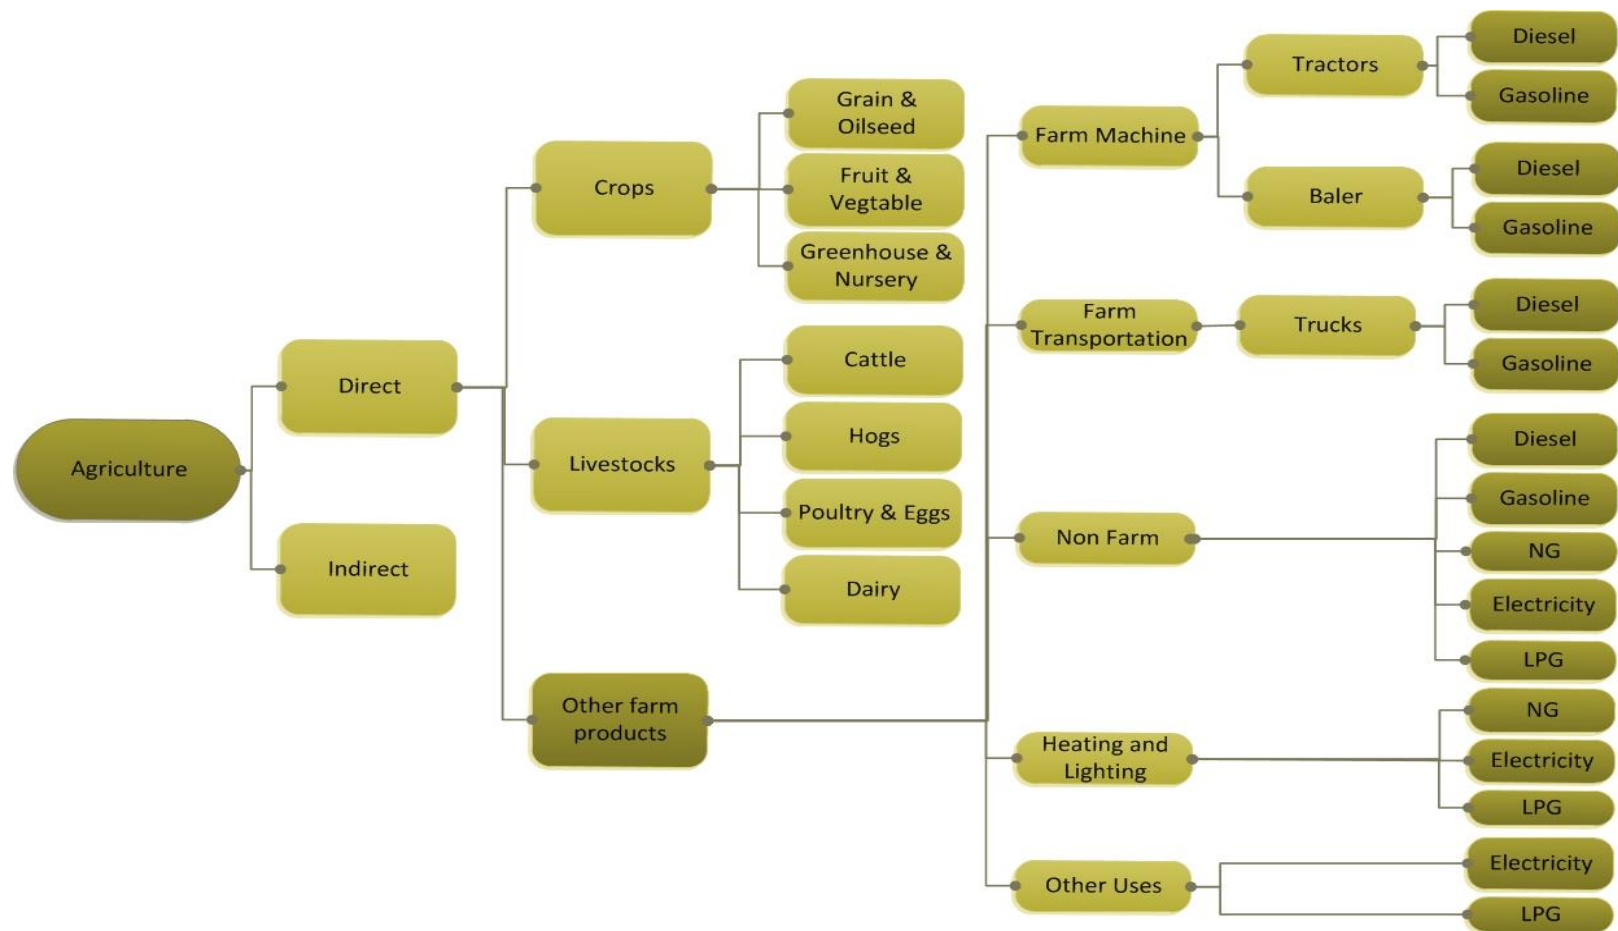 Agriculture
Direct
Indirect
Crops
Livestocks
Other farm
products
Grain &
Oilseed
Fruit &
Vegtable
Greenhouse &
Nursery
Cattle
Hogs
Poultry & Eggs
Dairy
Farm Machine
Farm
Transportation
Non Farm
Heating and
Lighting
Other Uses
Tractors
Baler
Trucks
Diesel
Gasoline
Diesel
Gasoline
Diesel
Gasoline
Diesel
Gasoline
NG
Electricity
LPG
NG
Electricity
LPG
Electricity
LPG